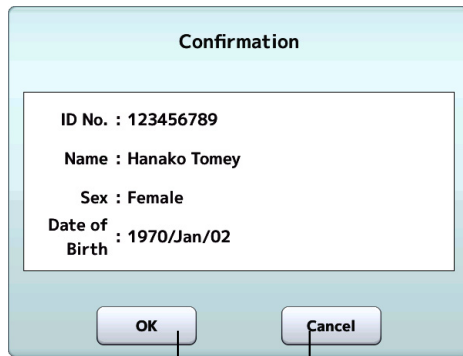 Confirmation
ID No. : 123456789
Name : Hanako Tomey
Sex : Female
Date of Birth : 1970/Jan/02
OK
Cancel